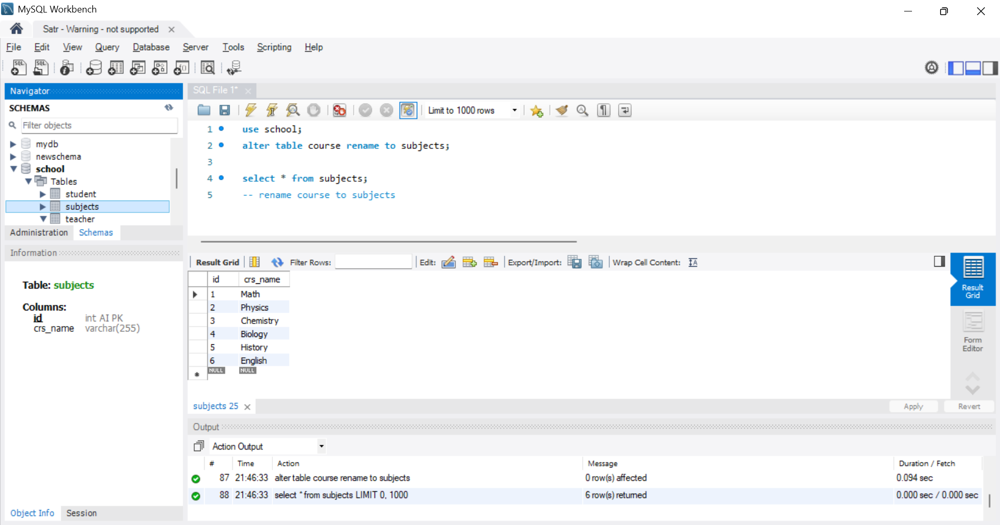 MySQL Workbench
Satr - Warning - not supported
File Edit View Query Database Server Tools Scripting Help
Navigator
SCHEMAS
Filter objects
mydb
newschema
school
Tables
student
subjects
teacher
Administration Schemas
Information
Table: subjects
Columns:
id int AI PK
crs_name varchar(255)
Object Info Session
SQL File 1*
Limit to 1000 rows
1 use school;
2 alter table course rename to subjects;
3
4 select * from subjects;
5 -- rename course to subjects
Result Grid Filter Rows: Edit: Export/Import: Wrap Cell Content:
id crs_name
1 Math
2 Physics
3 Chemistry
4 Biology
5 History
6 English
NULL NULL
Result
Grid
Form
Editor
subjects 25
Apply Revert
Output
Action Output
# Time Action Message Duration / Fetch
87 21:46:33 alter table course rename to subjects 0 row(s) affected 0.094 sec
88 21:46:33 select * from subjects LIMIT 0, 1000 6 row(s) returned 0.000 sec / 0.000 sec